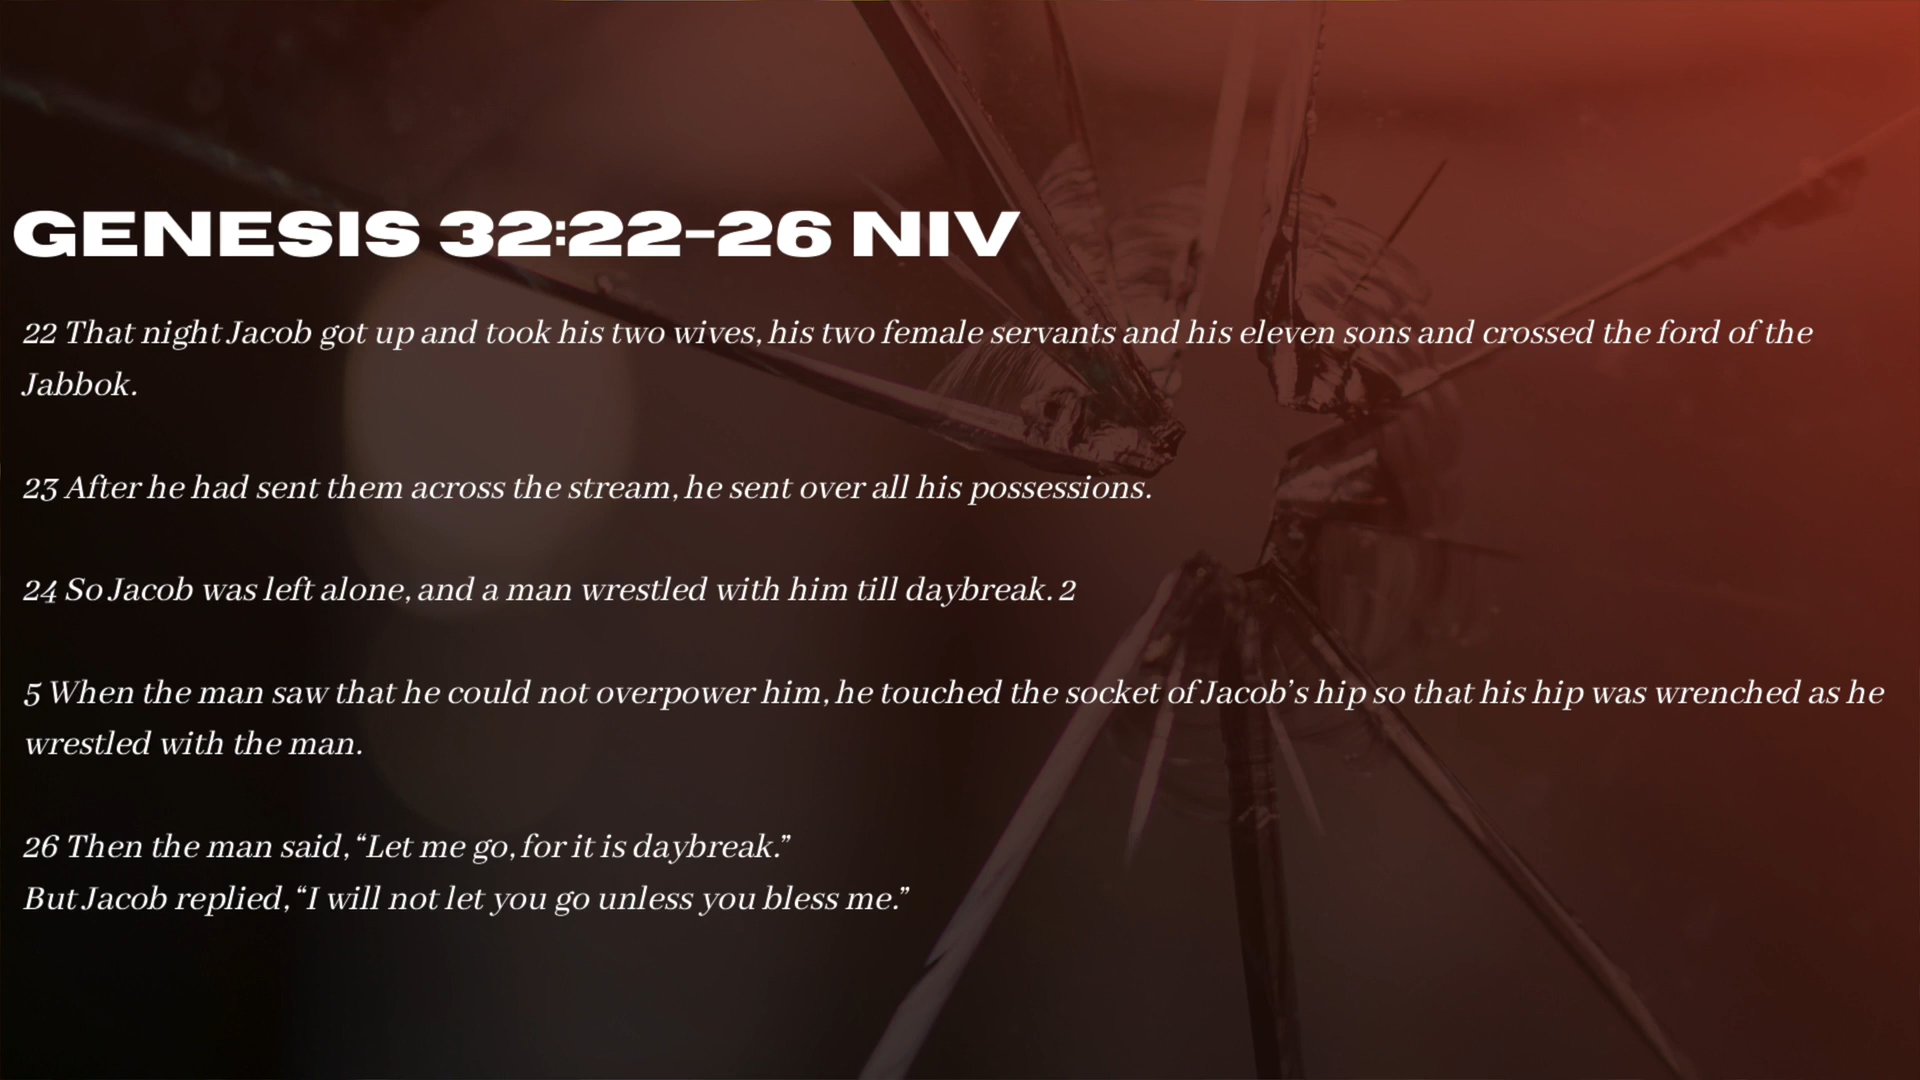 GENESIS 32:22-26 NIV
22 That night Jacob got up and took his two wives, his two female servants and his eleven sons and crossed the ford of the
Jabbok.
23 After he had sent them across the stream, he sent over all his possessions.
24 So Jacob was left alone, and a man wrestled with him till daybreak. 2
5 When the man saw that he could not overpower him, he touched the socket of Jacob’s hip so that his hip was wrenched as he
wrestled with the man.
26 Then the man said, “Let me go, for it is daybreak.”
But Jacob replied, “I will not let you go unless you bless me.”